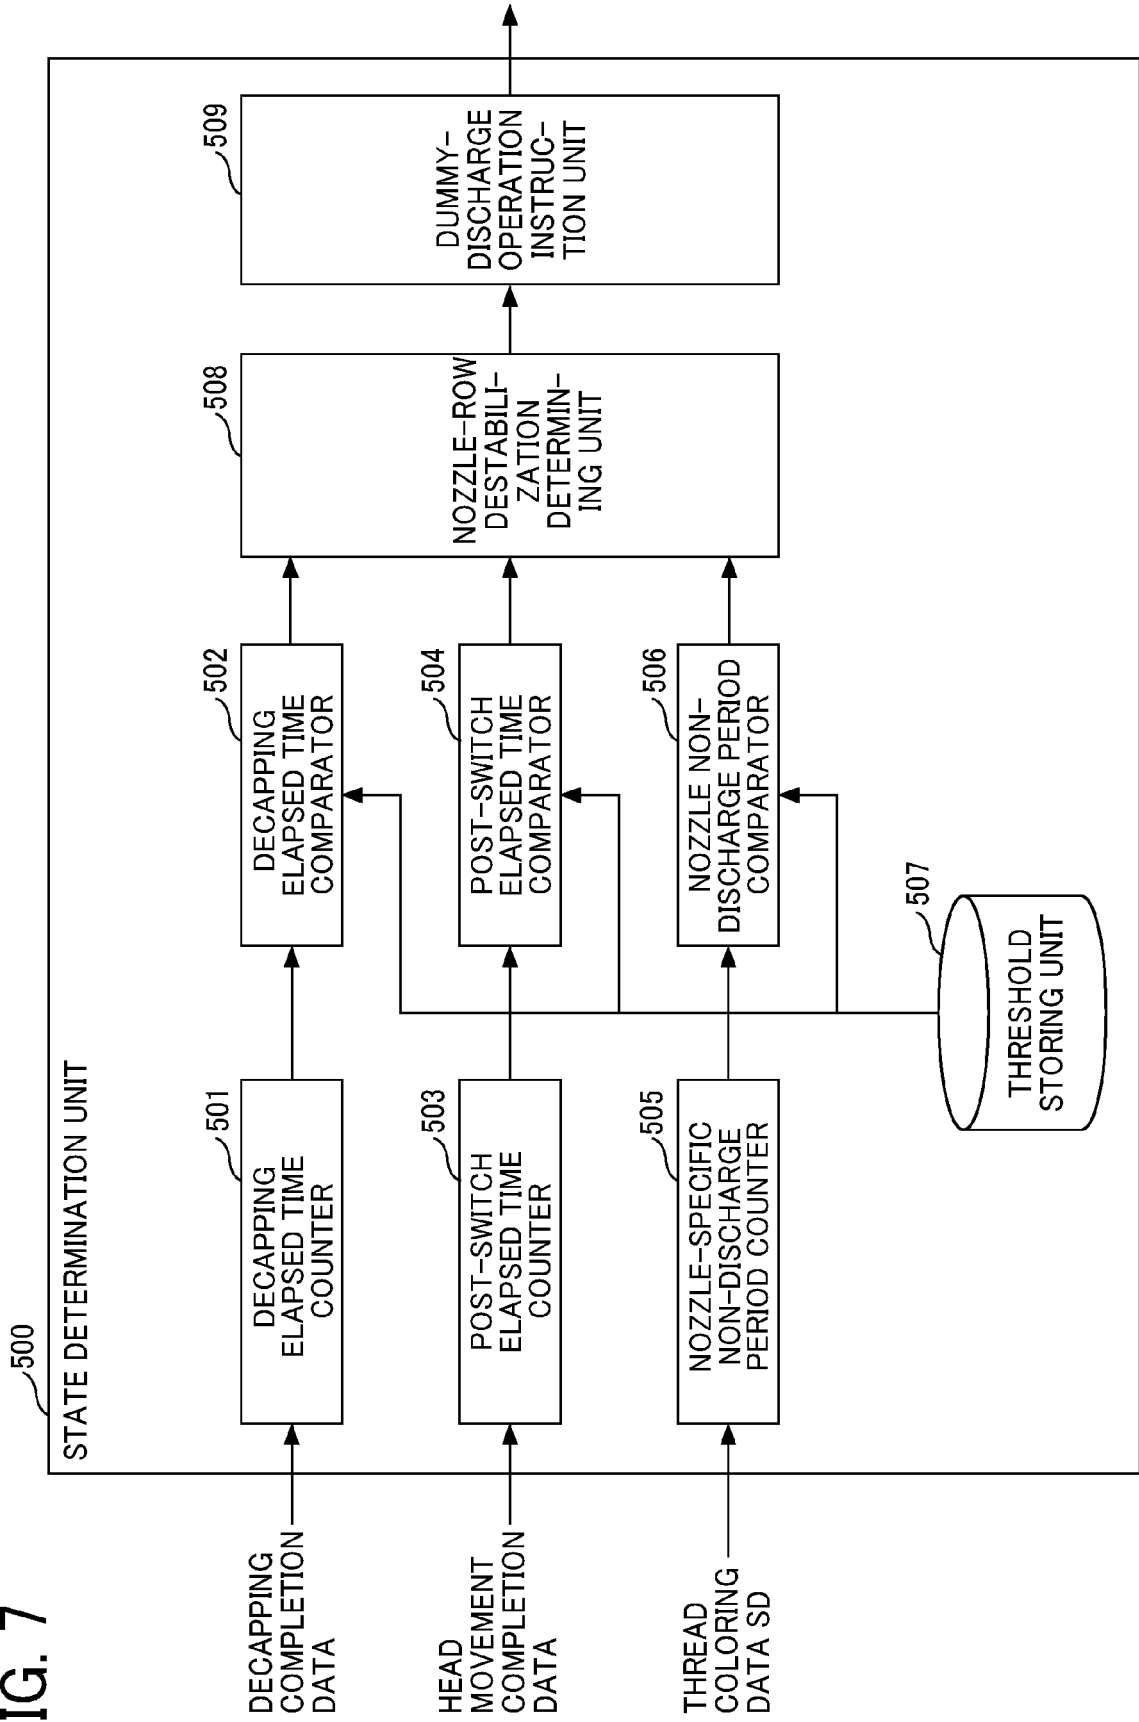 IG. 7
500
STATE DETERMINATION UNIT
DECAPPING
COMPLETION
DATA
501
DECAPPING
ELAPSED TIME
COUNTER
502
DECAPPING
ELAPSED TIME
COMPARATOR
HEAD
MOVEMENT
COMPLETION
DATA
503
POST-SWITCH
ELAPSED TIME
COUNTER
504
POST-SWITCH
ELAPSED TIME
COMPARATOR
THREAD
COLORING
DATA SD
505
NOZZLE-SPECIFIC
NON-DISCHARGE
PERIOD COUNTER
506
NOZZLE NON-
DISCHARGE PERIOD
COMPARATOR
507
THRESHOLD
STORING UNIT
508
NOZZLE-ROW
DESTABILI-
ZATION
DETERMIN-
ING UNIT
509
DUMMY-
DISCHARGE
OPERATION
INSTRUC-
TION UNIT